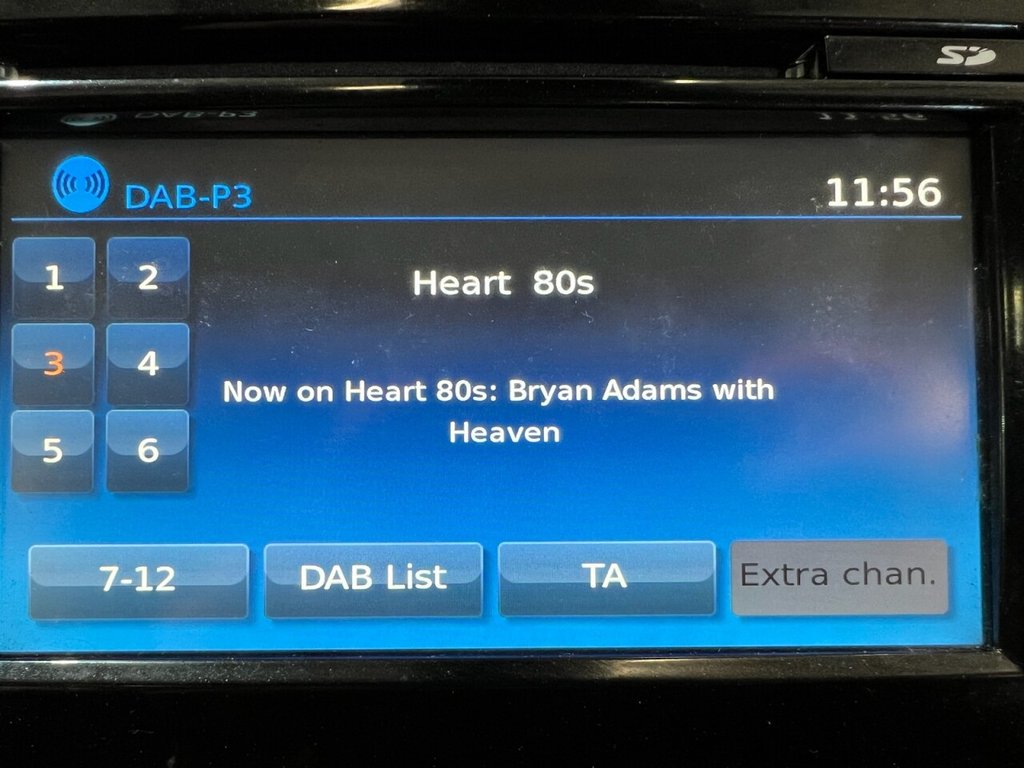 SD
DAB-P3
11:56
1 2
Heart 80s
3 4
Now on Heart 80s: Bryan Adams with
Heaven
5 6
7-12 DAB List TA Extra chan.